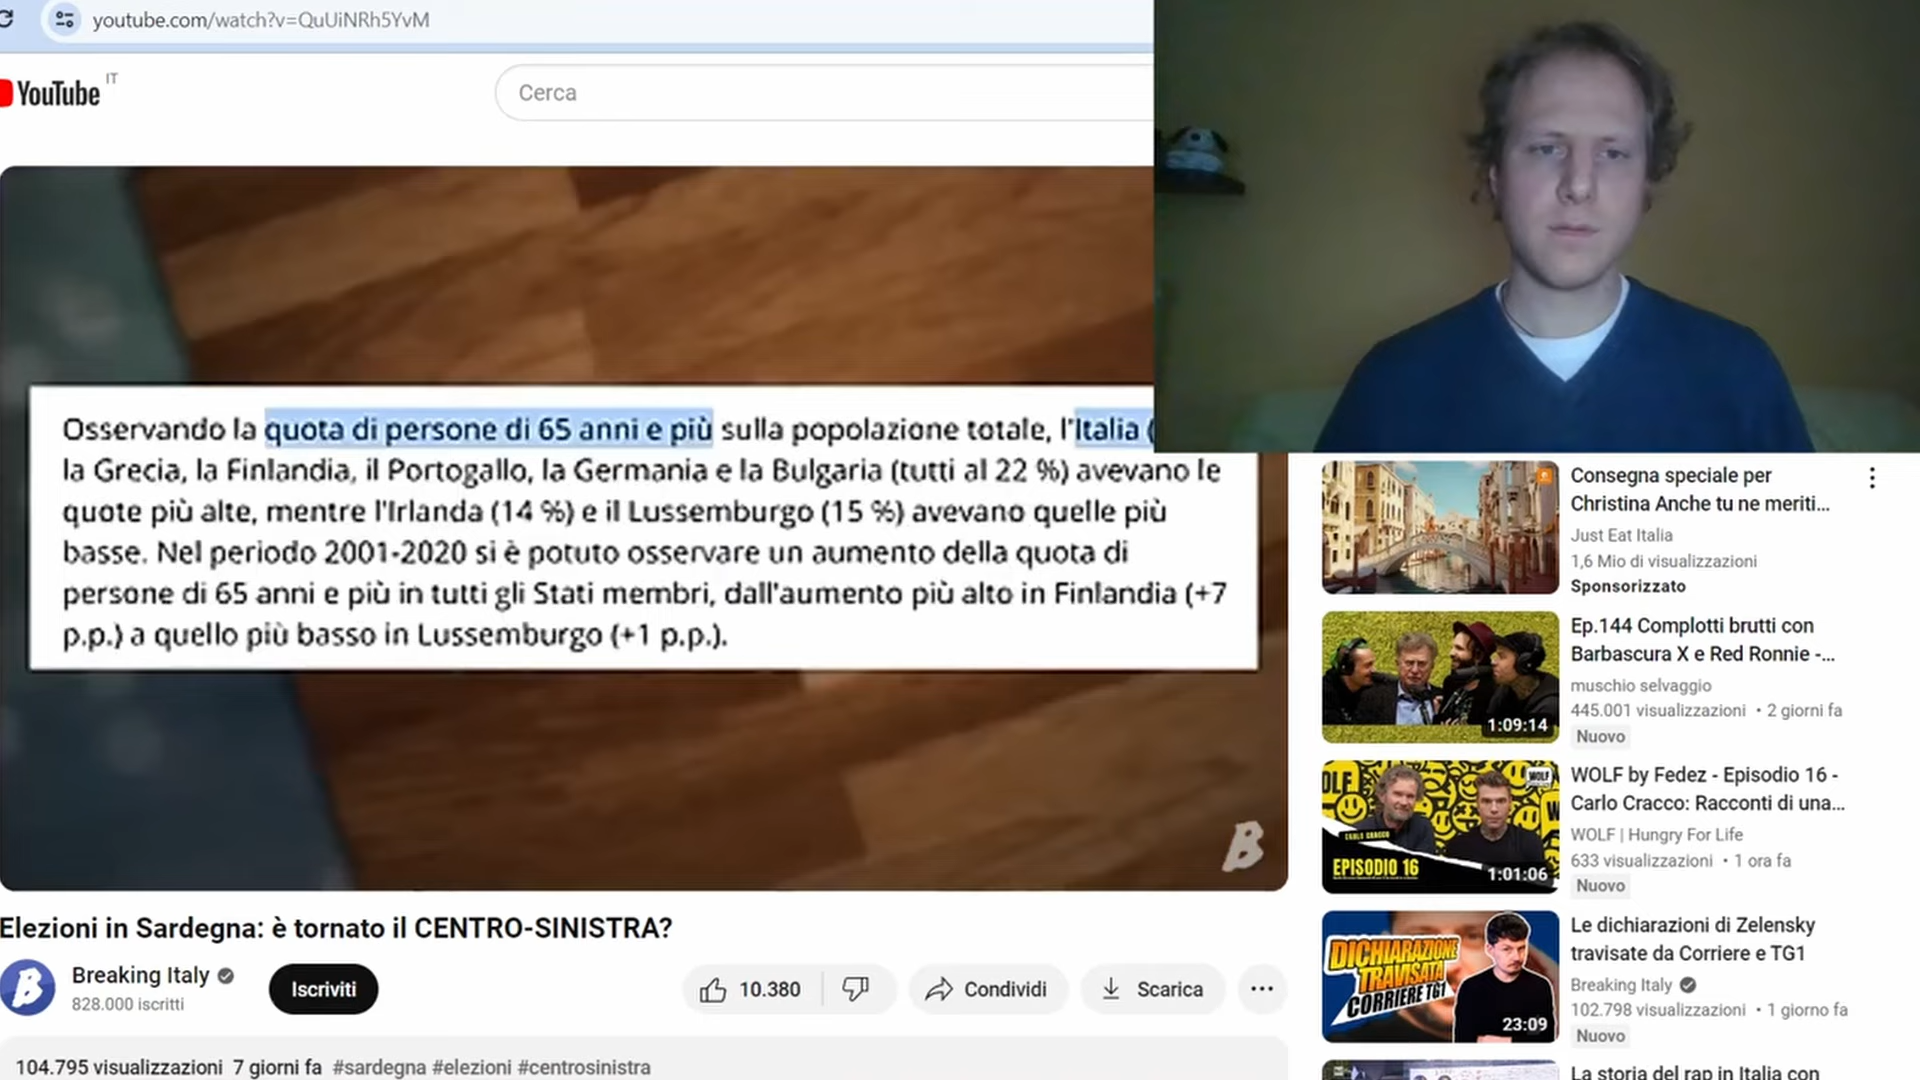 youtube.com/watch?v=QuUiNRh5YvM
YouTube IT
Cerca
Osservando la quota di persone di 65 anni e più sulla popolazione totale, l'Italia (
la Grecia, la Finlandia, il Portogallo, la Germania e la Bulgaria (tutti al 22 %) avevano le
quote più alte, mentre l'Irlanda (14 %) e il Lussemburgo (15 %) avevano quelle più
basse. Nel periodo 2001-2020 si è potuto osservare un aumento della quota di
persone di 65 anni e più in tutti gli Stati membri, dall'aumento più alto in Finlandia (+7
p.p.) a quello più basso in Lussemburgo (+1 p.p.).
B
Elezioni in Sardegna: è tornato il CENTRO-SINISTRA?
B
Breaking Italy
828.000 iscritti
Iscriviti
10.380
Condividi
Scarica
104.795 visualizzazioni 7 giorni fa #sardegna #elezioni #centrosinistra
Consegna speciale per
Christina Anche tu ne meriti...
Just Eat Italia
1,6 Mio di visualizzazioni
Sponsorizzato
1:09:14
Ep.144 Complotti brutti con
Barbascura X e Red Ronnie -...
muschio selvaggio
445.001 visualizzazioni • 2 giorni fa
Nuovo
WOLF
CARLO CRACCO
EPISODIO 16
1:01:06
WOLF by Fedez - Episodio 16 -
Carlo Cracco: Racconti di una...
WOLF | Hungry For Life
633 visualizzazioni • 1 ora fa
Nuovo
DICHIARAZIONE
TRAVISATA
CORRIERE TG1
23:09
Le dichiarazioni di Zelensky
travisate da Corriere e TG1
Breaking Italy
102.798 visualizzazioni • 1 giorno fa
Nuovo
La storia del rap in Italia con